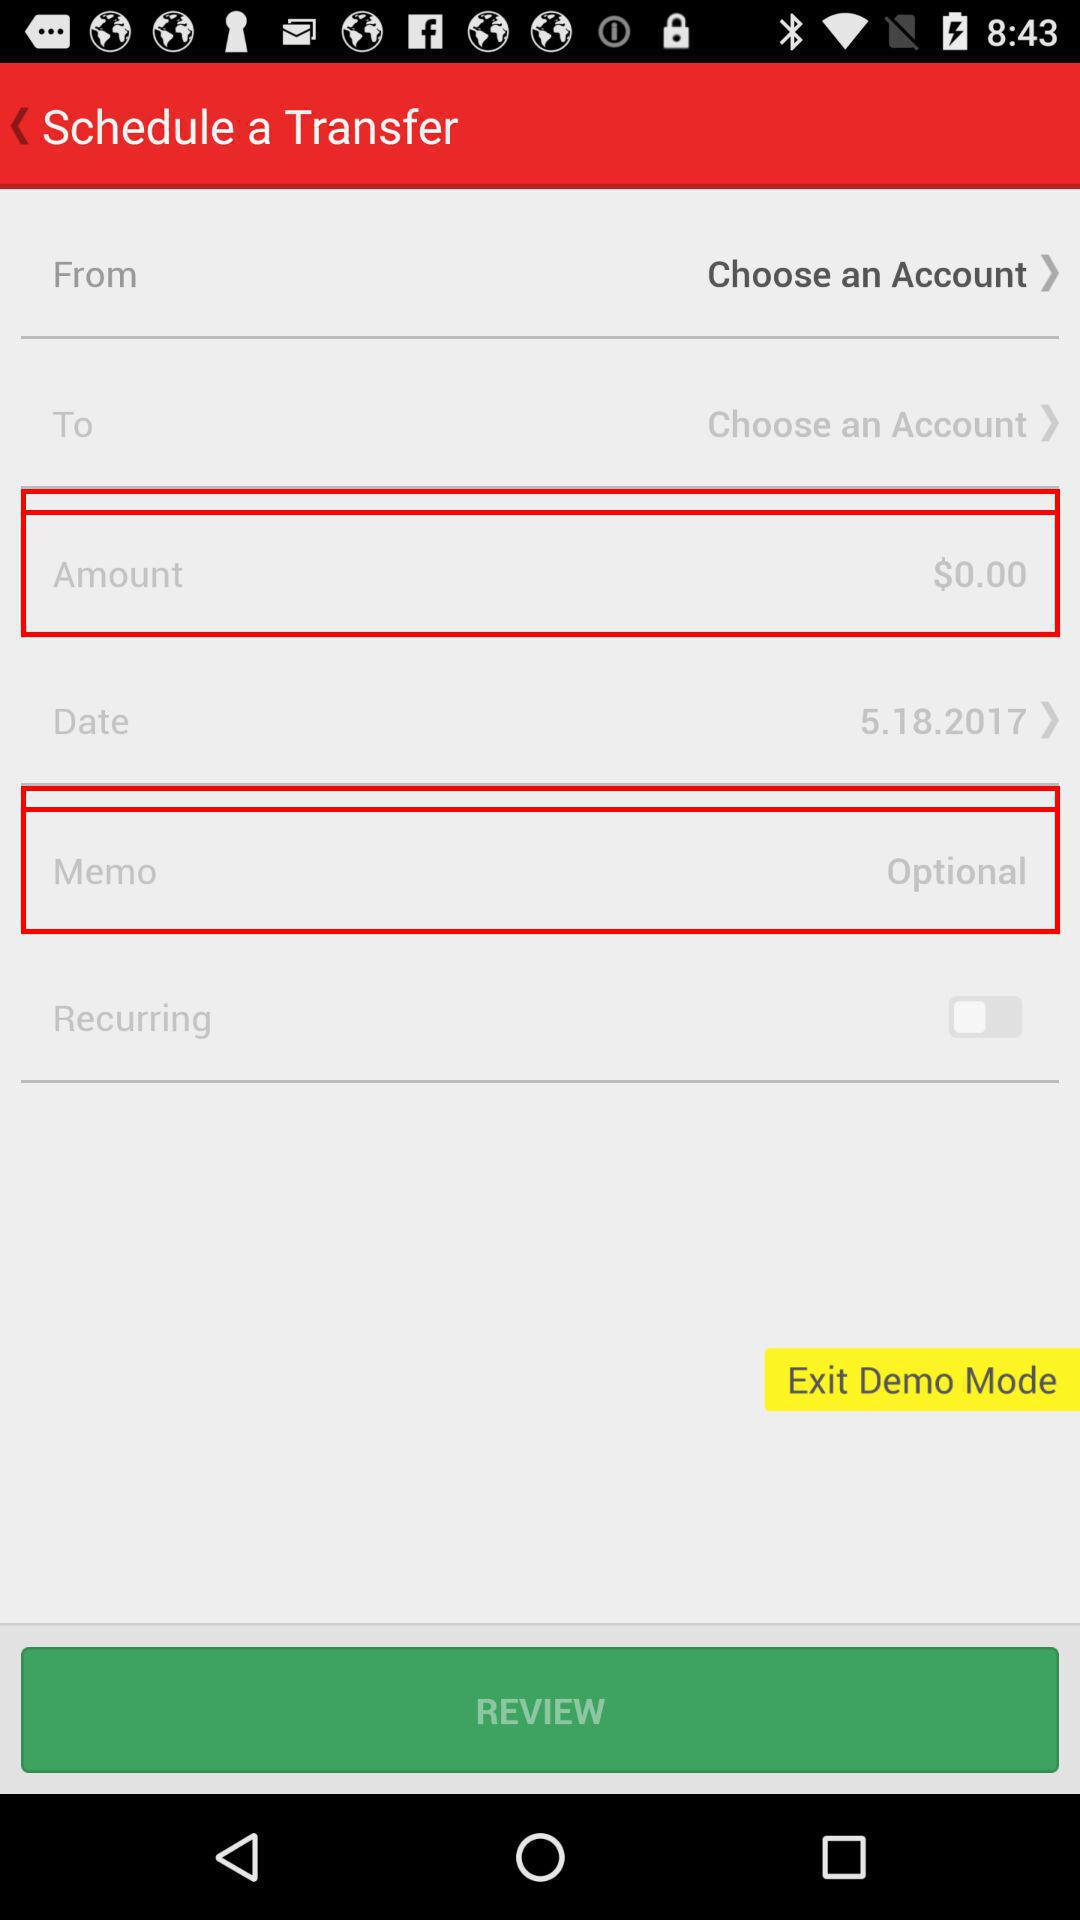 8:43
Schedule a Transfer
From Choose an Account
To Choose an Account
Amount $0.00
Date 5.18.2017
Memo Optional
Recurring
Exit Demo Mode
REVIEW